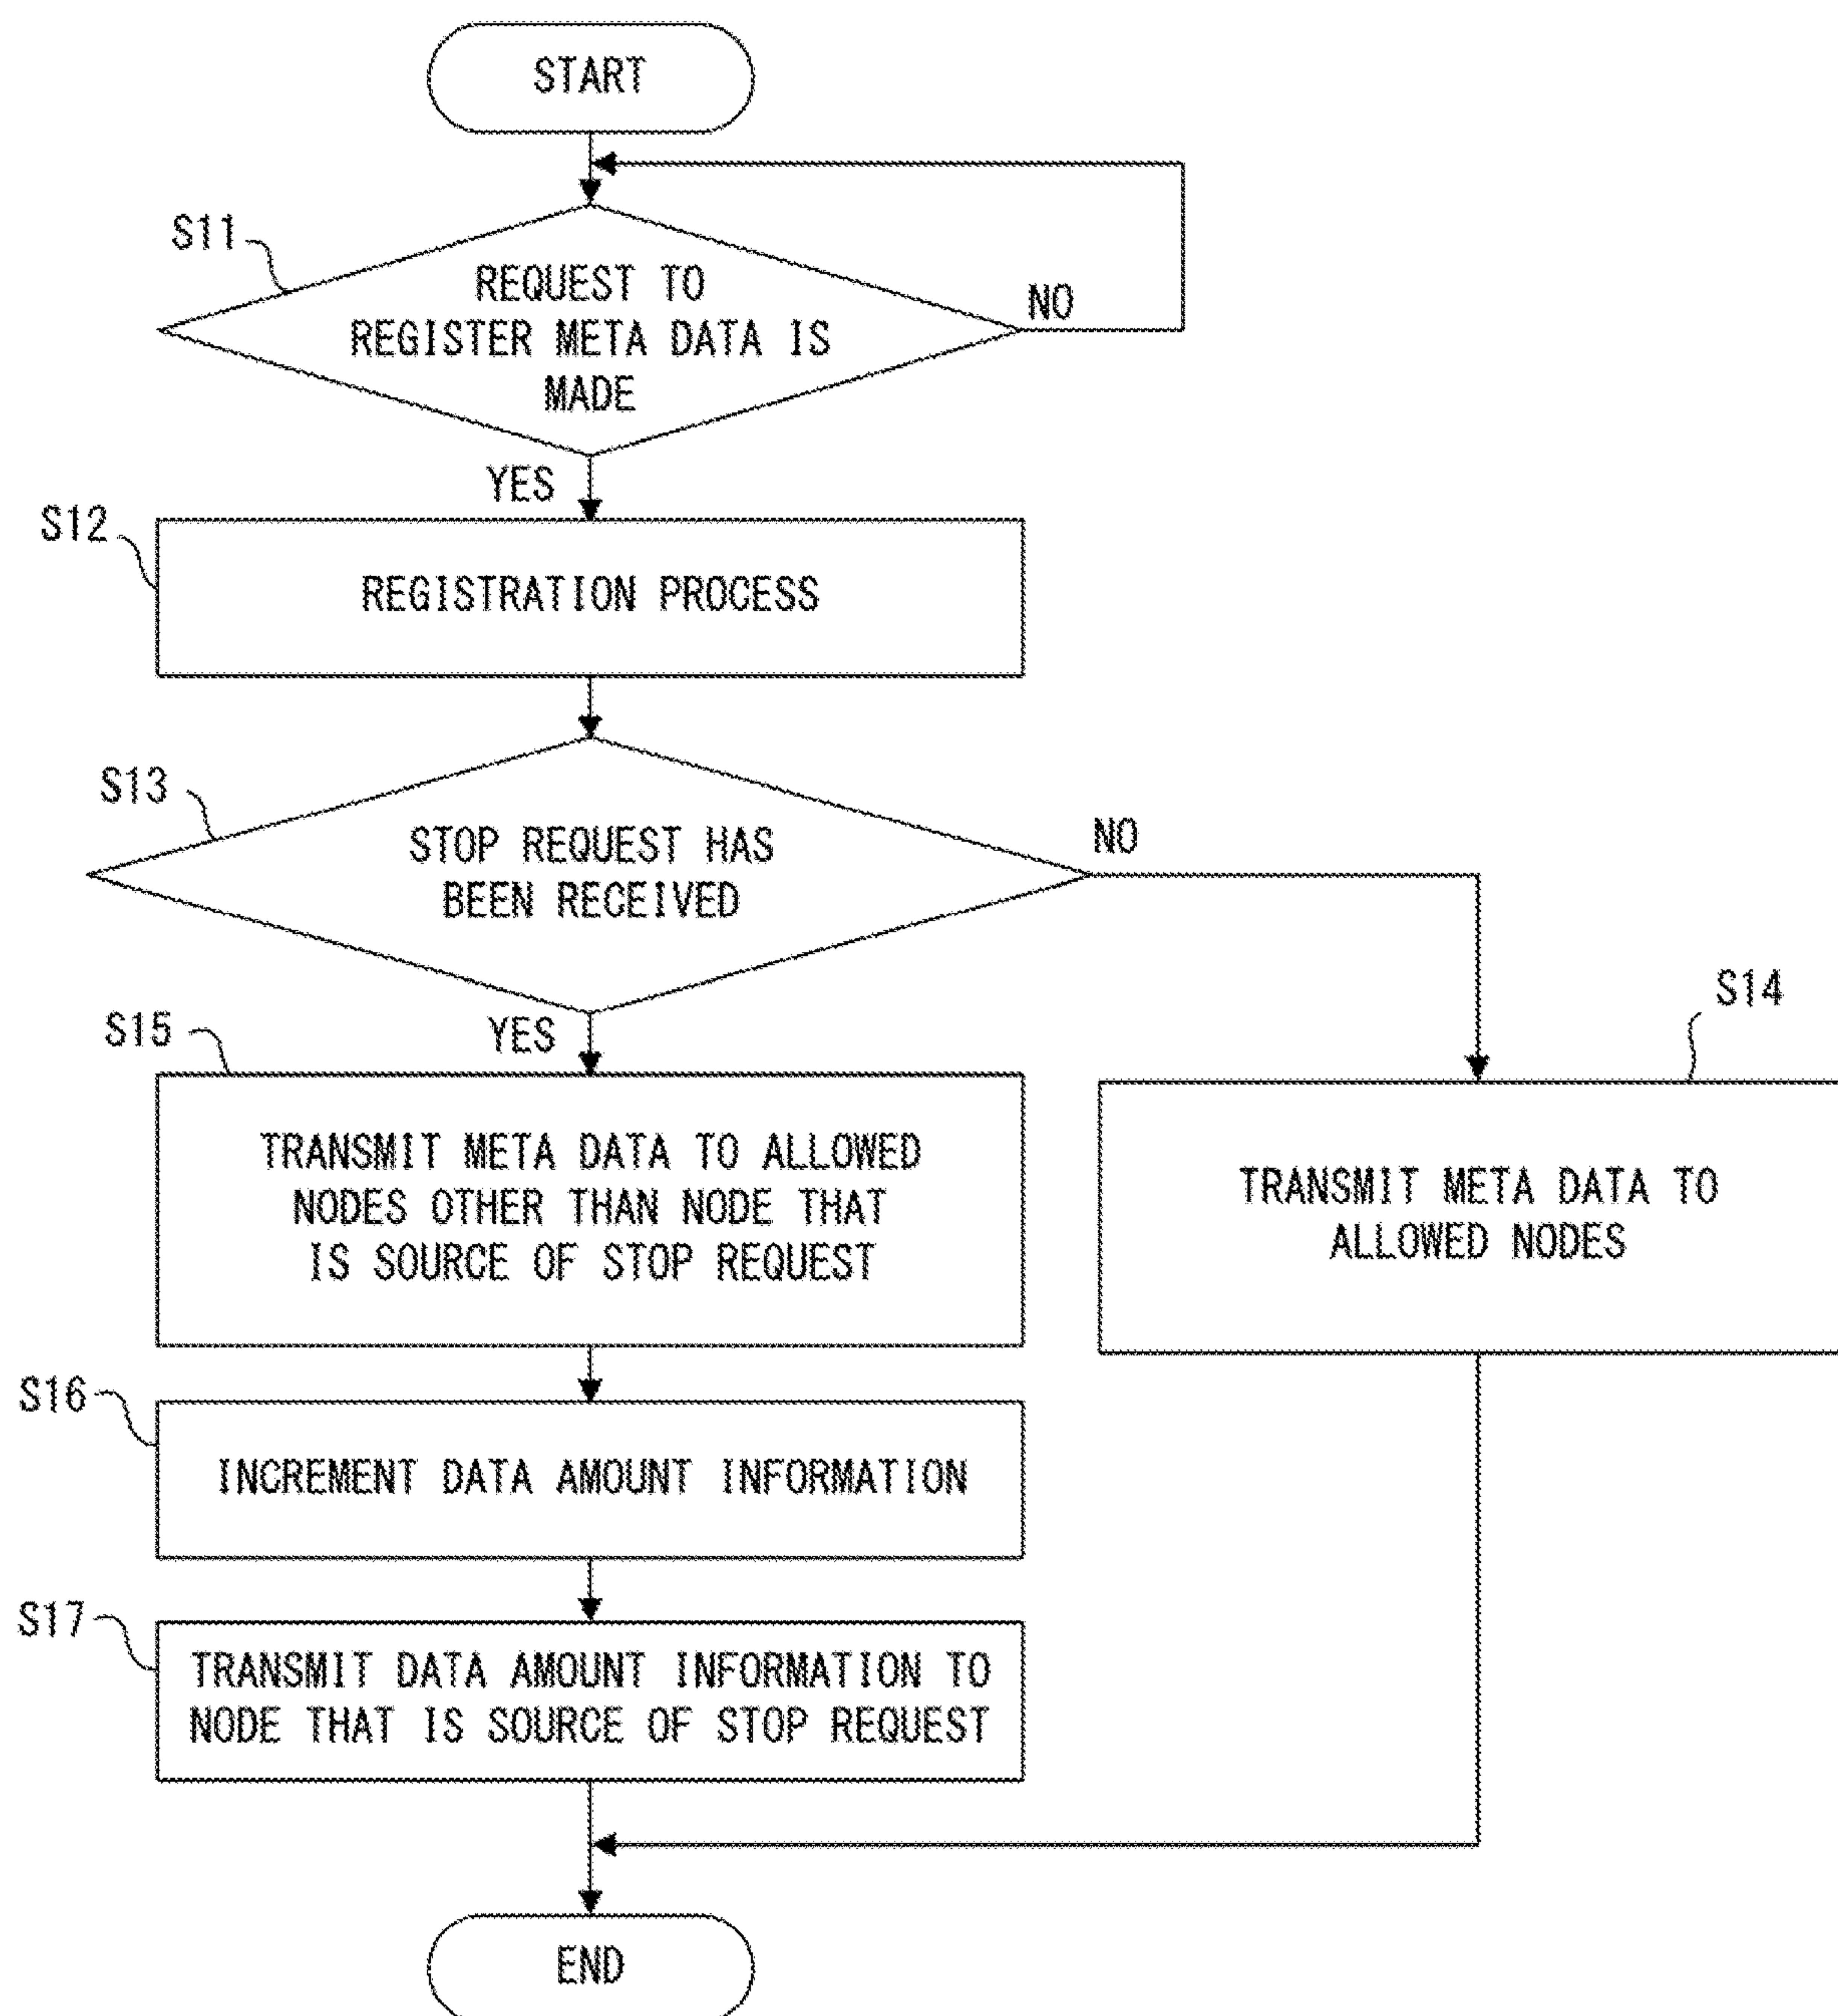 START
S11
REQUEST TO
REGISTER META DATA IS
MADE
NO
YES
S12
REGISTRATION PROCESS
S13
STOP REQUEST HAS
BEEN RECEIVED
NO
YES
S15
TRANSMIT META DATA TO ALLOWED
NODES OTHER THAN NODE THAT
IS SOURCE OF STOP REQUEST
S14
TRANSMIT META DATA TO
ALLOWED NODES
S16
INCREMENT DATA AMOUNT INFORMATION
S17
TRANSMIT DATA AMOUNT INFORMATION TO
NODE THAT IS SOURCE OF STOP REQUEST
END